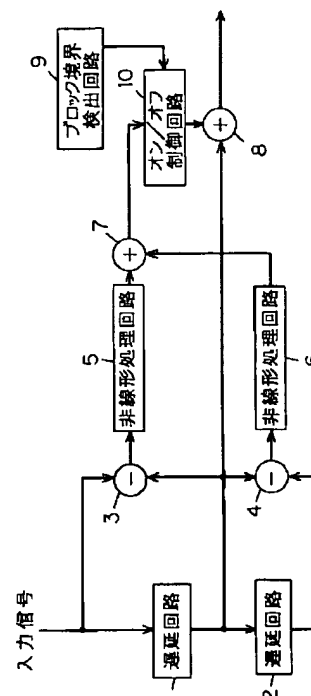 入力信号
遅延回路
2
遅延回路
3
4
5
非線形処理回路
6
非線形処理回路
7
9
ブロック境界
検出回路
10
オン/オフ
制御回路
8
+
+
-
-